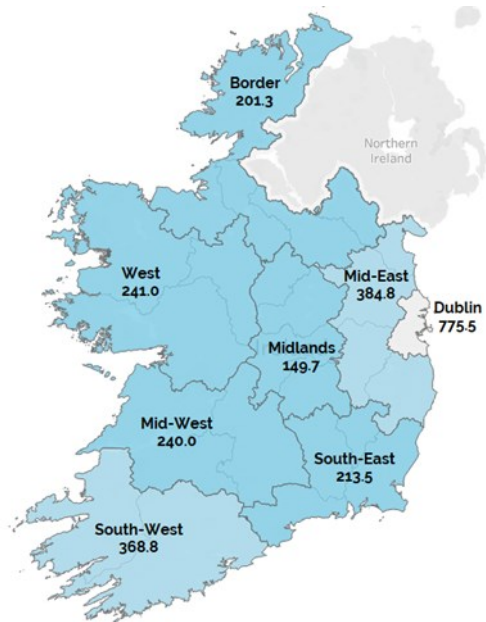 Border
201.3
Northern
Ireland
West
241.0
Mid-East
384.8
Dublin
775.5
Midlands
149.7
Mid-West
240.0
South-East
213.5
South-West
368.8